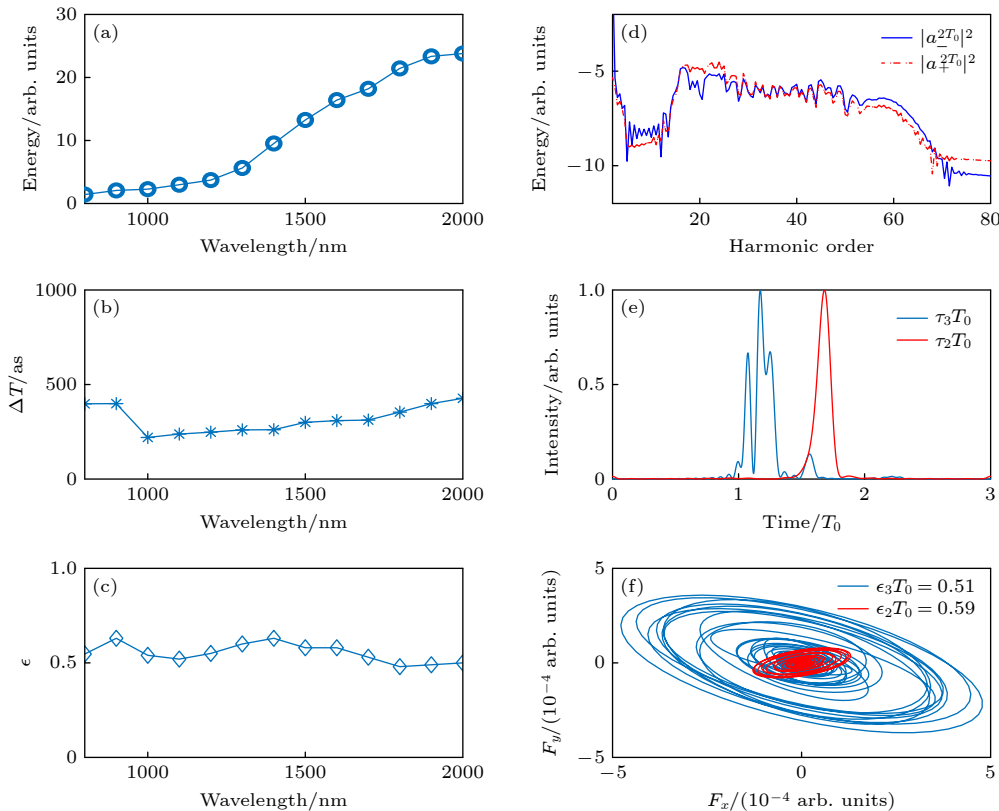 (a)
Energy/arb. units
30
20
10
0
1000
1500
2000
Wavelength/nm
(b)
ΔT/as
1000
500
0
1000
1500
2000
Wavelength/nm
(c)
ϵ
1.0
0.5
0
1000
1500
2000
Wavelength/nm
(d)
|a₋^{2T₀}|²
|a₊^{2T₀}|²
Energy/arb. units
−5
−10
20
40
60
80
Harmonic order
(e)
τ₃T₀
τ₂T₀
Intensity/arb. units
1.0
0.5
0
0
1
2
3
Time/T₀
(f)
ϵ₃T₀ = 0.51
ϵ₂T₀ = 0.59
F_y/(10⁻⁴ arb. units)
5
0
−5
−5
0
5
F_x/(10⁻⁴ arb. units)